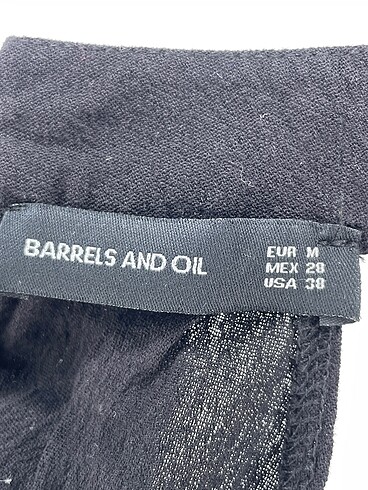 BARRELS AND OIL
EUR M
MEX 28
USA 38